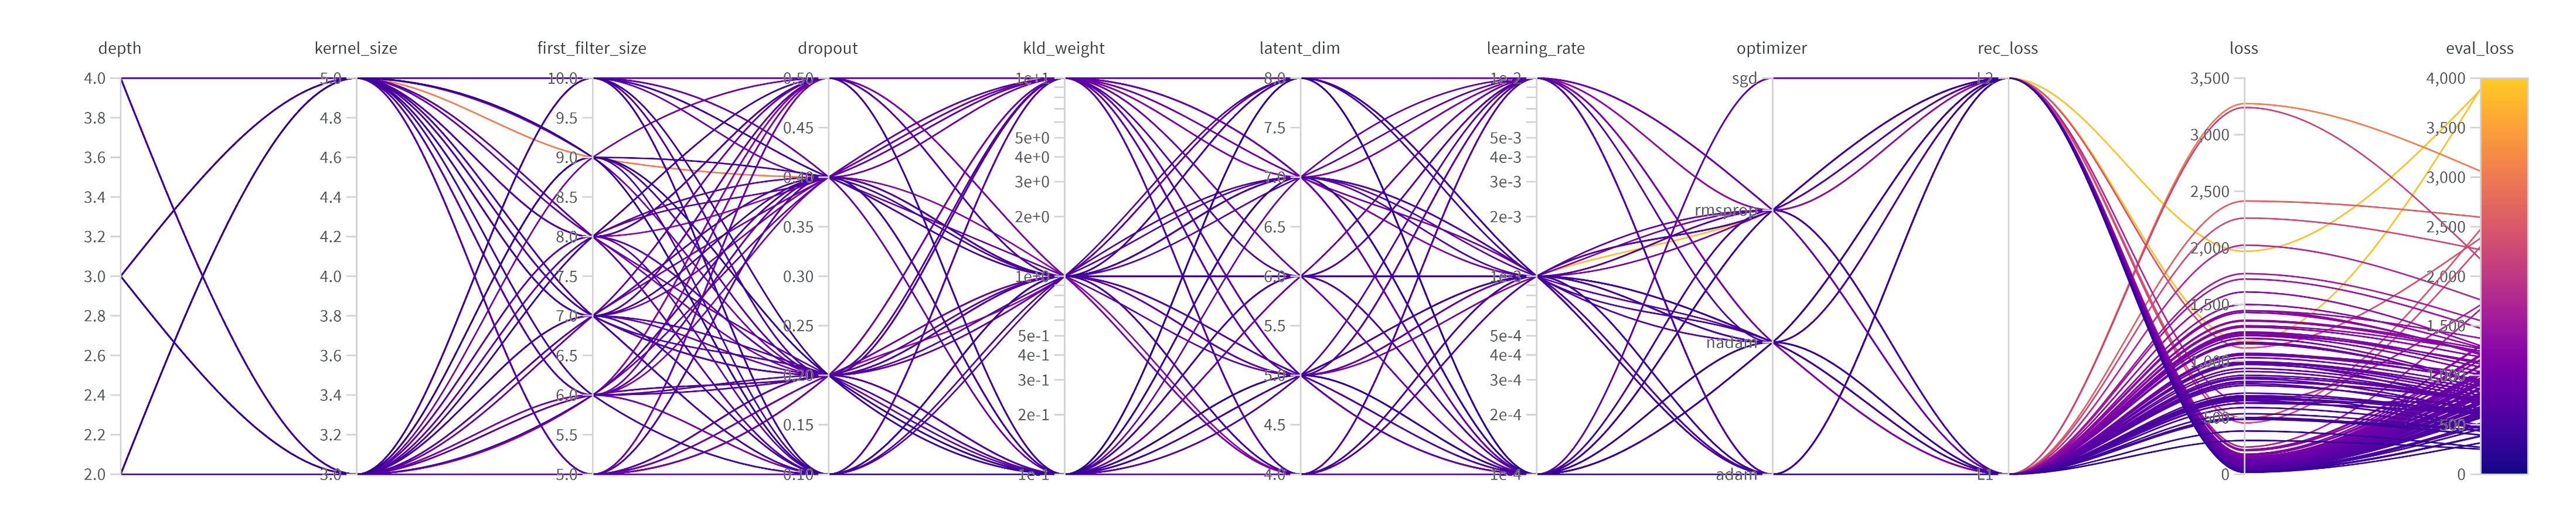 depth
kernel_size
first_filter_size
dropout
kld_weight
latent_dim
learning_rate
optimizer
rec_loss
loss
eval_loss
4.0
3.8
3.6
3.4
3.2
3.0
2.8
2.6
2.4
2.2
2.0
5.0
4.8
4.6
4.4
4.2
4.0
3.8
3.6
3.4
3.2
3.0
10.0
9.5
9.0
8.5
8.0
7.5
7.0
6.5
6.0
5.5
5.0
0.50
0.45
0.40
0.35
0.30
0.25
0.20
0.15
0.10
1e+1
5e+0
4e+0
3e+0
2e+0
1e+0
5e-1
4e-1
3e-1
2e-1
1e-1
8.0
7.5
7.0
6.5
6.0
5.5
5.0
4.5
4.0
1e-2
5e-3
4e-3
3e-3
2e-3
1e-3
5e-4
4e-4
3e-4
2e-4
1e-4
sgd
rmsprop
nadam
adam
L2
L1
3,500
3,000
2,500
2,000
1,500
1,000
500
0
4,000
3,500
3,000
2,500
2,000
1,500
1,000
500
0